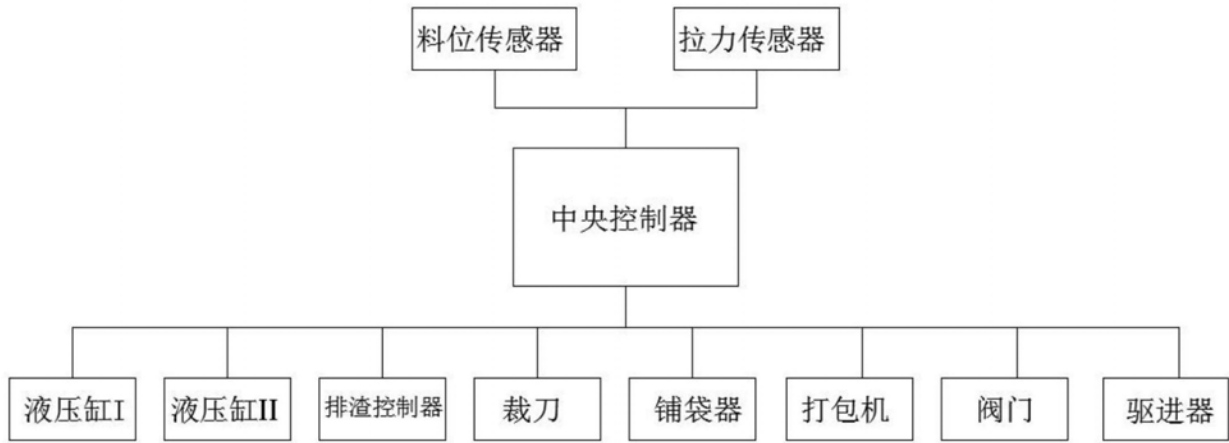 料位传感器
拉力传感器
中央控制器
液压缸I
液压缸II
排渣控制器
裁刀
铺袋器
打包机
阀门
驱进器